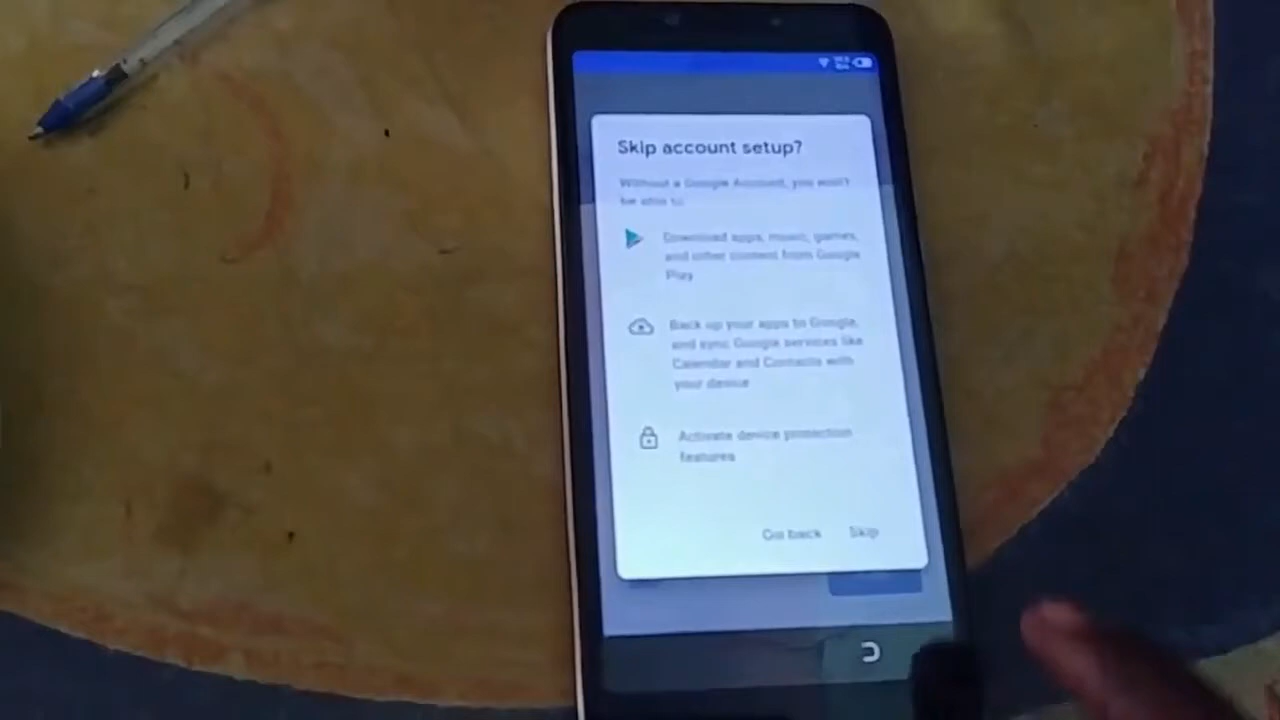 Skip account setup?
Without a Google Account, you won't
be able to:
Download apps, music, games,
and other content from Google
Play
Back up your apps to Google,
and sync Google services like
Calendar and Contacts with
your device
Activate device protection
features
Go back Skip